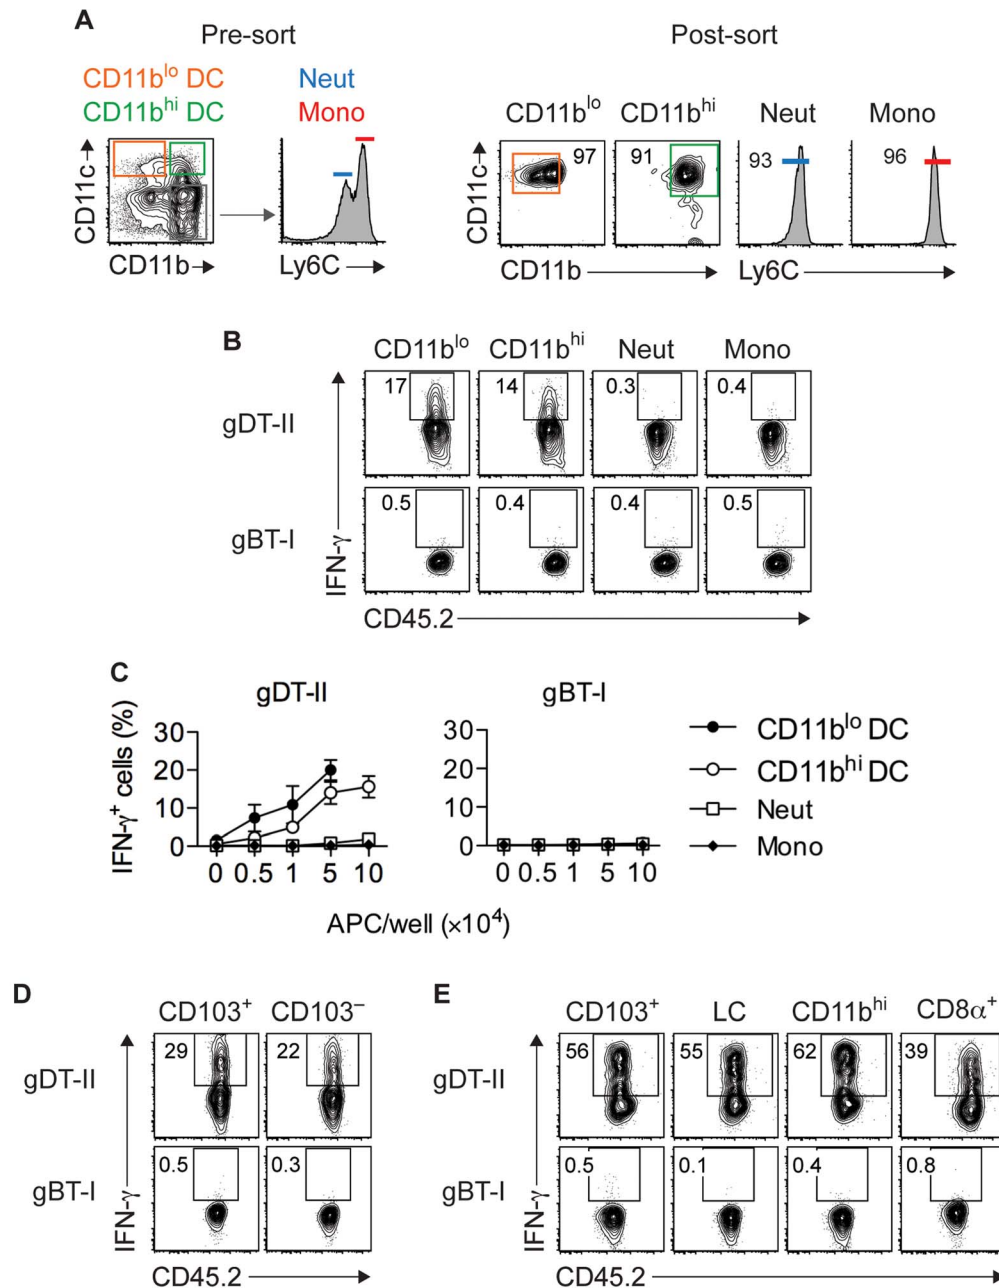 A
Pre-sort
Post-sort
CD11b^lo DC
Neut
CD11b^hi DC
Mono
CD11b^lo
CD11b^hi
Neut
Mono
97
91
93
96
CD11c
CD11c
CD11b
Ly6C
CD11b
Ly6C
B
CD11b^lo
CD11b^hi
Neut
Mono
gDT-II
17
14
0.3
0.4
gBT-I
0.5
0.4
0.4
0.5
IFN-γ
CD45.2
C
gDT-II
gBT-I
IFN-γ+ cells (%)
30
20
10
0
0 0.5 1 5 10
30
20
10
0
0 0.5 1 5 10
APC/well (×10⁴)
CD11b^lo DC
CD11b^hi DC
Neut
Mono
D
CD103⁺
CD103⁻
gDT-II
29
22
gBT-I
0.5
0.3
IFN-γ
CD45.2
E
CD103⁺
LC
CD11b^hi
CD8α⁺
gDT-II
56
55
62
39
gBT-I
0.5
0.1
0.4
0.8
IFN-γ
CD45.2